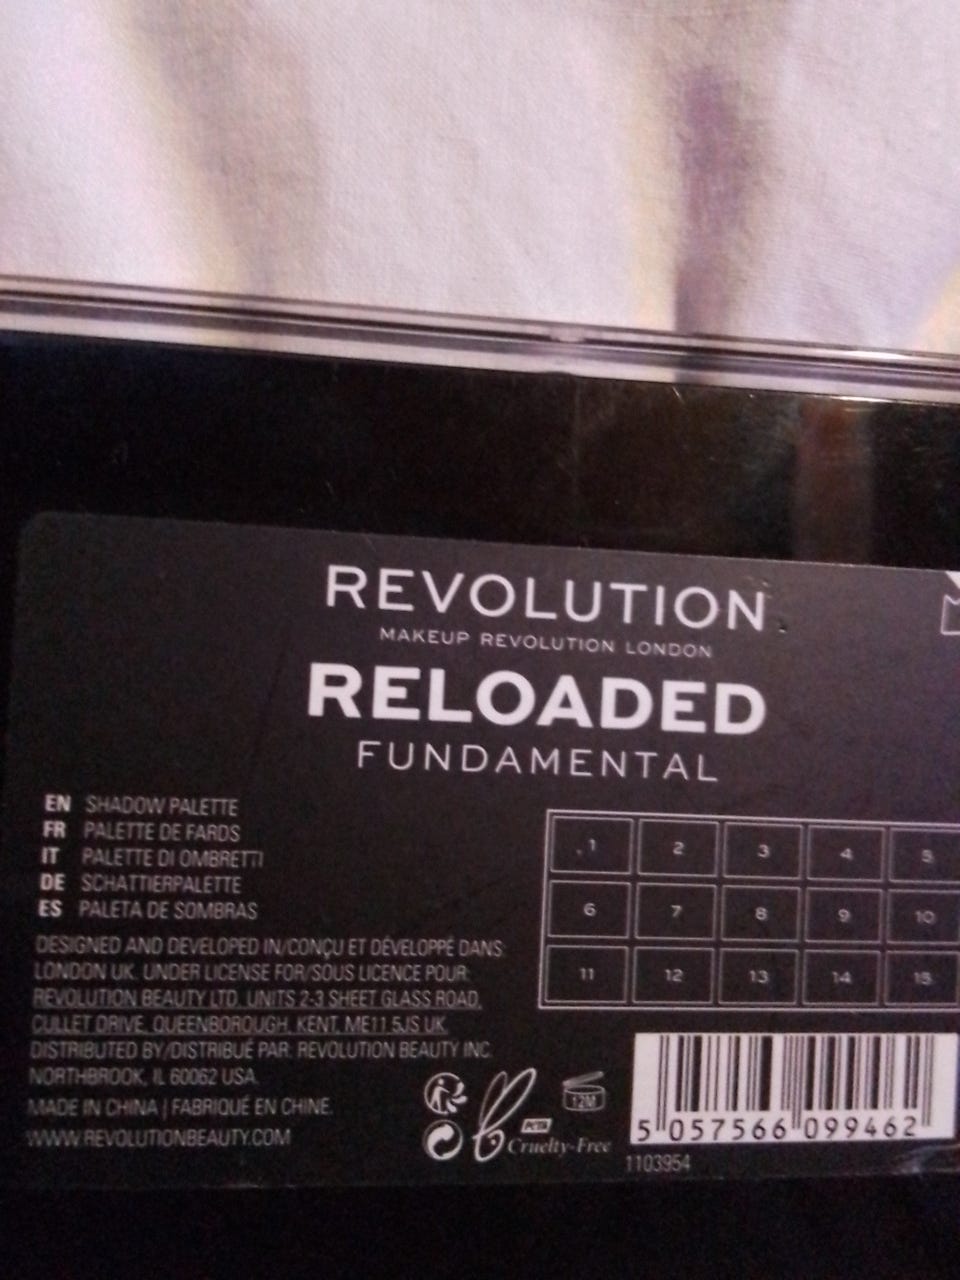 REVOLUTION
MAKEUP REVOLUTION LONDON
RELOADED
FUNDAMENTAL
EN SHADOW PALETTE
FR PALETTE DE FARDS
IT PALETTE DI OMBRETTI
DE SCHATTIERPALETTE
ES PALETA DE SOMBRAS
DESIGNED AND DEVELOPED IN/CONÇU ET DÉVELOPPÉ DANS:
LONDON UK. UNDER LICENSE FOR/SOUS LICENCE POUR:
REVOLUTION BEAUTY LTD. UNITS 2-3 SHEET GLASS ROAD,
CULLET DRIVE, QUEENBOROUGH, KENT, ME11 5JS UK.
DISTRIBUTED BY/DISTRIBUÉ PAR: REVOLUTION BEAUTY INC.
NORTHBROOK, IL 60062 USA.
MADE IN CHINA | FABRIQUÉ EN CHINE.
WWW.REVOLUTIONBEAUTY.COM
1 2 3 4 5
6 7 8 9 10
11 12 13 14 15
PETA
Cruelty-Free
12M
5 057566 099462
1103954